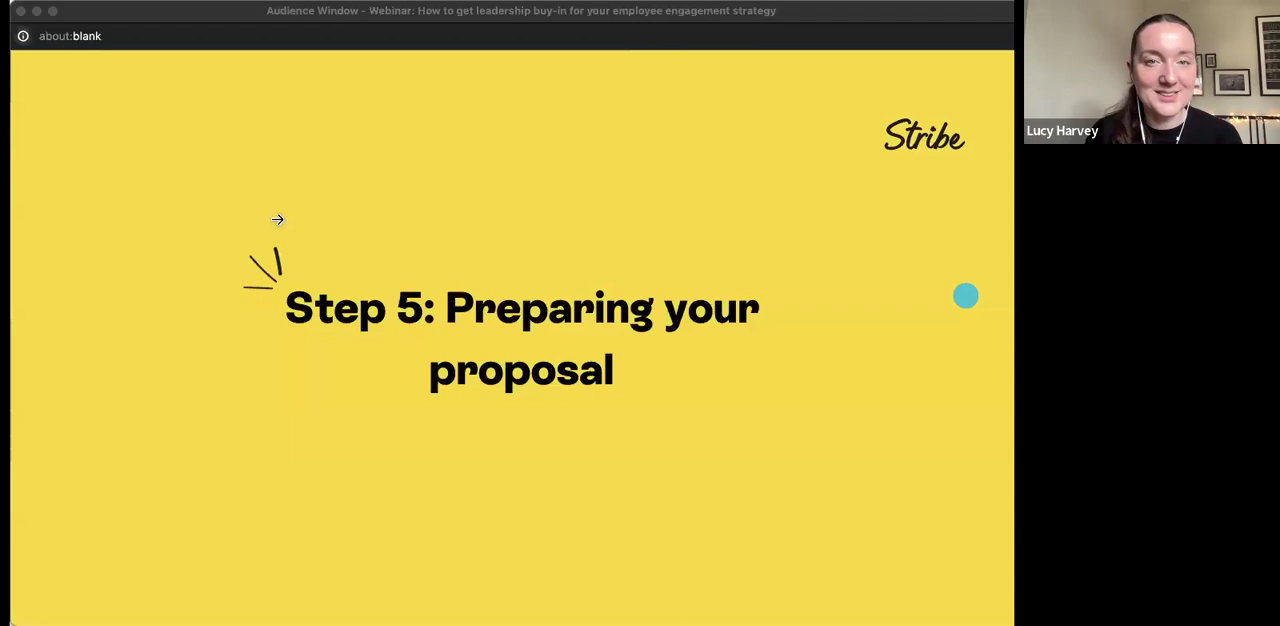 Audience Window - Webinar: How to get leadership buy-in for your employee engagement strategy
about:blank
Stribe
Lucy Harvey
Step 5: Preparing your
proposal